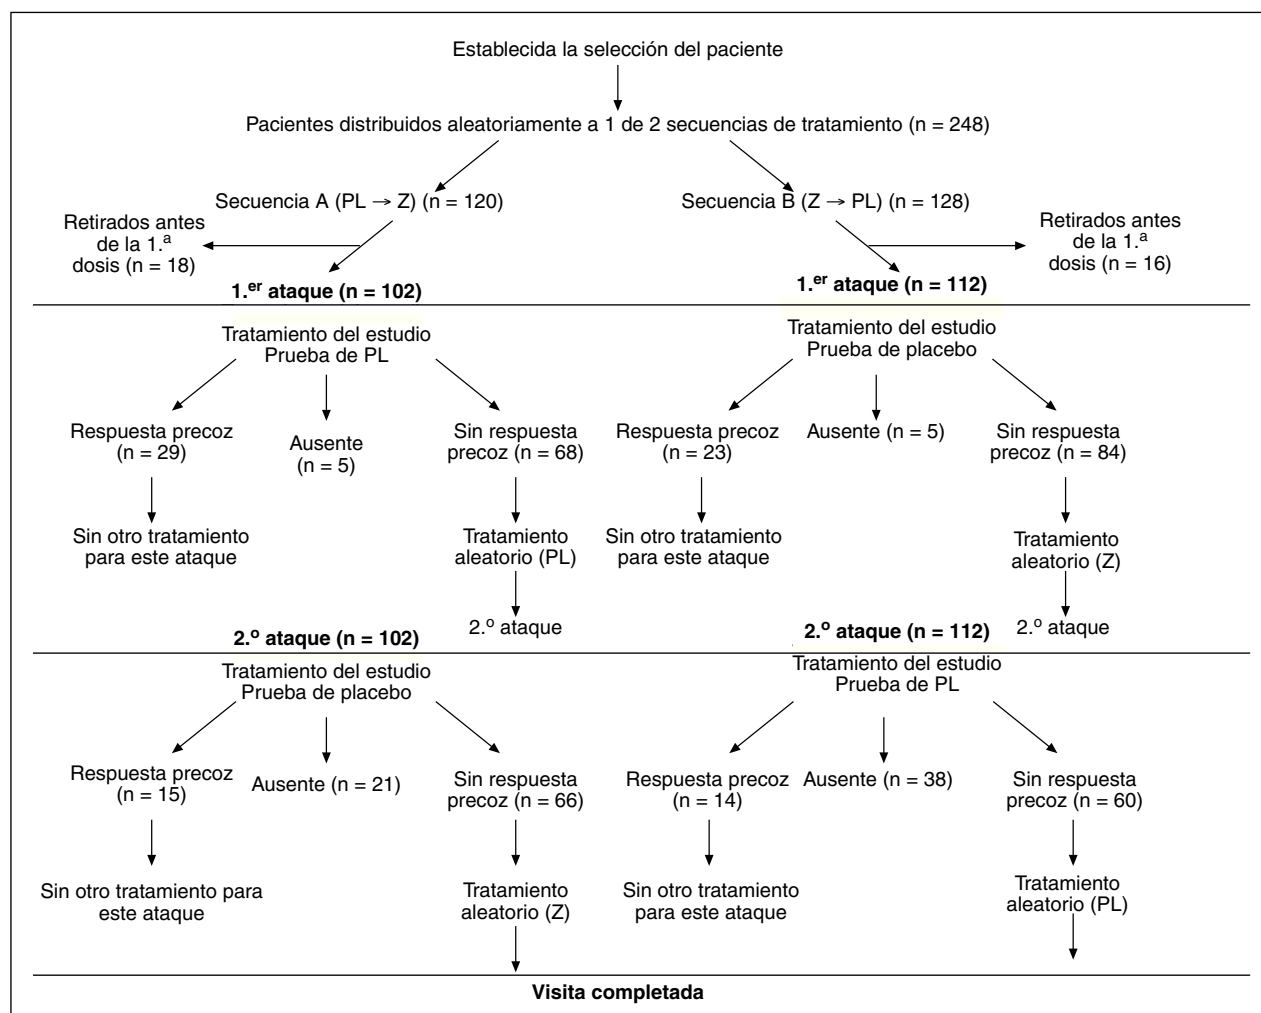 Establecida la selección del paciente
Pacientes distribuidos aleatoriamente a 1 de 2 secuencias de tratamiento (n = 248)
Secuencia A (PL → Z) (n = 120)
Retirados antes
de la 1.ª
dosis (n = 18)
1.er ataque (n = 102)
Secuencia B (Z → PL) (n = 128)
Retirados antes
de la 1.ª
dosis (n = 16)
1.er ataque (n = 112)
Tratamiento del estudio
Prueba de PL
Respuesta precoz
(n = 29)
Ausente
(n = 5)
Sin respuesta
precoz (n = 68)
Sin otro tratamiento
para este ataque
Tratamiento
aleatorio (PL)
2.º ataque
Tratamiento del estudio
Prueba de placebo
Respuesta precoz
(n = 23)
Ausente (n = 5)
Sin respuesta
precoz (n = 84)
Sin otro tratamiento
para este ataque
Tratamiento
aleatorio (Z)
2.º ataque
2.º ataque (n = 102)
Tratamiento del estudio
Prueba de placebo
Respuesta precoz
(n = 15)
Ausente (n = 21)
Sin respuesta
precoz (n = 66)
Sin otro tratamiento para
este ataque
Tratamiento
aleatorio (Z)
2.º ataque (n = 112)
Tratamiento del estudio
Prueba de PL
Respuesta precoz
(n = 14)
Ausente (n = 38)
Sin respuesta
precoz (n = 60)
Sin otro tratamiento
para este ataque
Tratamiento
aleatorio (PL)
Visita completada